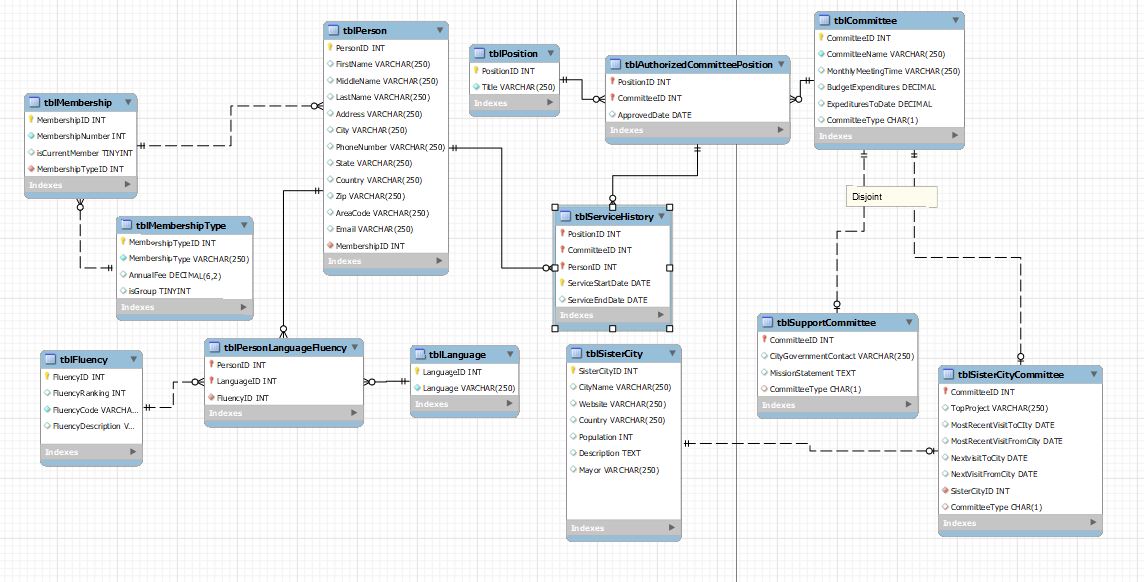 tblMembership
MembershipID INT
MembershipNumber INT
isCurrentMember TINYINT
MembershipTypeID INT
Indexes
tblMembershipType
MembershipTypeID INT
MembershipType VARCHAR(250)
AnnualFee DECIMAL(6,2)
isGroup TINYINT
Indexes
tblPerson
PersonID INT
FirstName VARCHAR(250)
MiddleName VARCHAR(250)
LastName VARCHAR(250)
Address VARCHAR(250)
City VARCHAR(250)
PhoneNumber VARCHAR(250)
State VARCHAR(250)
Country VARCHAR(250)
Zip VARCHAR(250)
AreaCode VARCHAR(250)
Email VARCHAR(250)
MembershipID INT
Indexes
tblPosition
PositionID INT
Title VARCHAR(250)
Indexes
tblAuthorizedCommitteePosition
PositionID INT
CommitteeID INT
ApprovedDate DATE
Indexes
tblCommittee
CommitteeID INT
CommitteeName VARCHAR(250)
MonthlyMeetingTime VARCHAR(250)
BudgetExpenditures DECIMAL
ExpedituresToDate DECIMAL
CommitteeType CHAR(1)
Indexes
Disjoint
tblServiceHistory
PositionID INT
CommitteeID INT
PersonID INT
ServiceStartDate DATE
ServiceEndDate DATE
Indexes
tblFluency
FluencyID INT
FluencyRanking INT
FluencyCode VARCHA...
FluencyDescription V...
Indexes
tblPersonLanguageFluency
PersonID INT
LanguageID INT
FluencyID INT
Indexes
tblLanguage
LanguageID INT
Language VARCHAR(250)
Indexes
tblSisterCity
SisterCityID INT
CityName VARCHAR(250)
Website VARCHAR(250)
Country VARCHAR(250)
Population INT
Description TEXT
Mayor VARCHAR(250)
Indexes
tblSupportCommittee
CommitteeID INT
CityGovernmentContact VARCHAR(250)
MissionStatement TEXT
CommitteeType CHAR(1)
Indexes
tblSisterCityCommittee
CommitteeID INT
TopProject VARCHAR(250)
MostRecentVisitToCIty DATE
MostRecentVisitFromCity DATE
NextvisitToCity DATE
NextVisitFromCity DATE
SisterCityID INT
CommitteeType CHAR(1)
Indexes